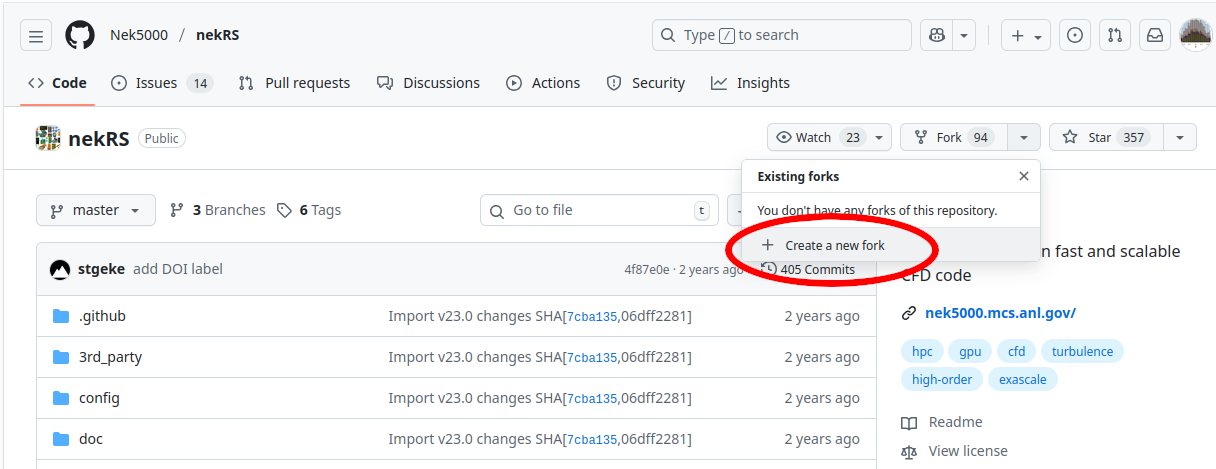 Nek5000 / nekRS Type / to search
Code Issues 14 Pull requests Discussions Actions Security Insights
nekRS Public Watch 23 Fork 94 Star 357
Existing forks
You don't have any forks of this repository.
Create a new fork
master 3 Branches 6 Tags Go to file t
stgeke add DOI label 4f87e0e · 2 years ago 405 Commits
n fast and scalable
CFD code
nek5000.mcs.anl.gov/
.github Import v23.0 changes SHA[7cba135,06dff2281] 2 years ago
3rd_party Import v23.0 changes SHA[7cba135,06dff2281] 2 years ago
config Import v23.0 changes SHA[7cba135,06dff2281] 2 years ago
doc Import v23.0 changes SHA[7cba135,06dff2281] 2 years ago
hpc gpu cfd turbulence
high-order exascale
Readme
View license